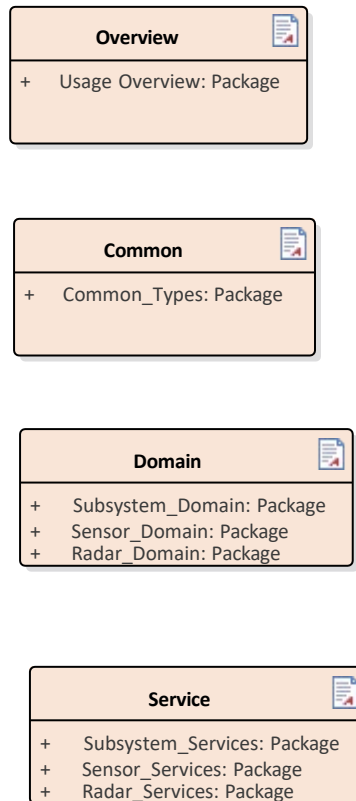 Overview
+ Usage Overview: Package
Common
+ Common_Types: Package
Domain
+ Subsystem_Domain: Package
+ Sensor_Domain: Package
+ Radar_Domain: Package
Service
+ Subsystem_Services: Package
+ Sensor_Services: Package
+ Radar_Services: Package